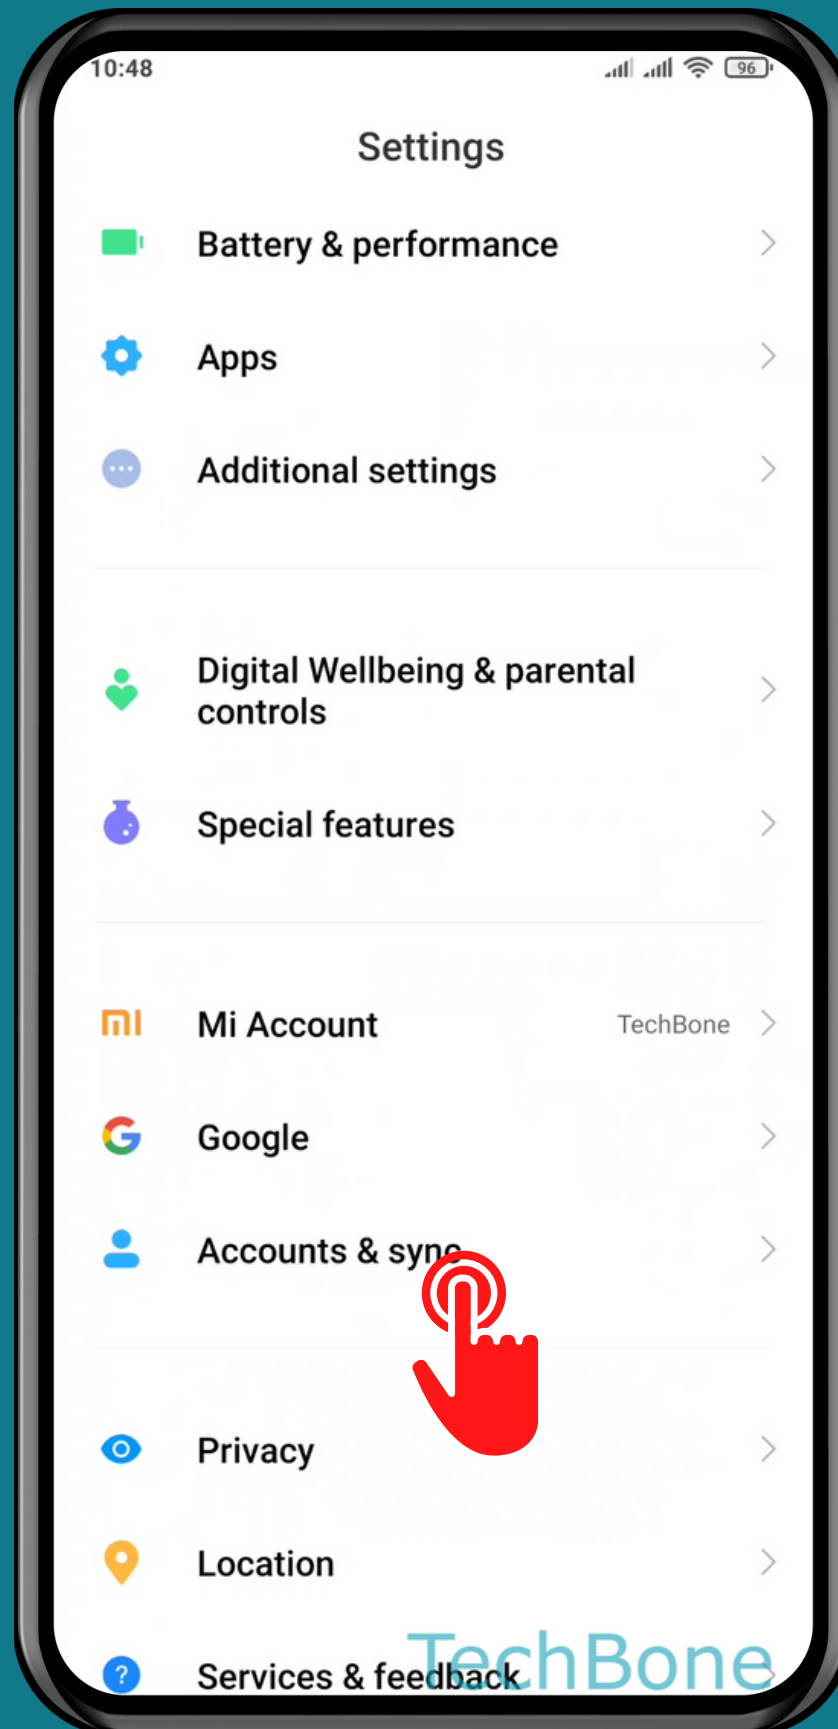 10:48
96
Settings
Battery & performance
Apps
Additional settings
Digital Wellbeing & parental
controls
Special features
Mi Account
TechBone
Google
Accounts & sync
Privacy
Location
Services & feedback
TechBone